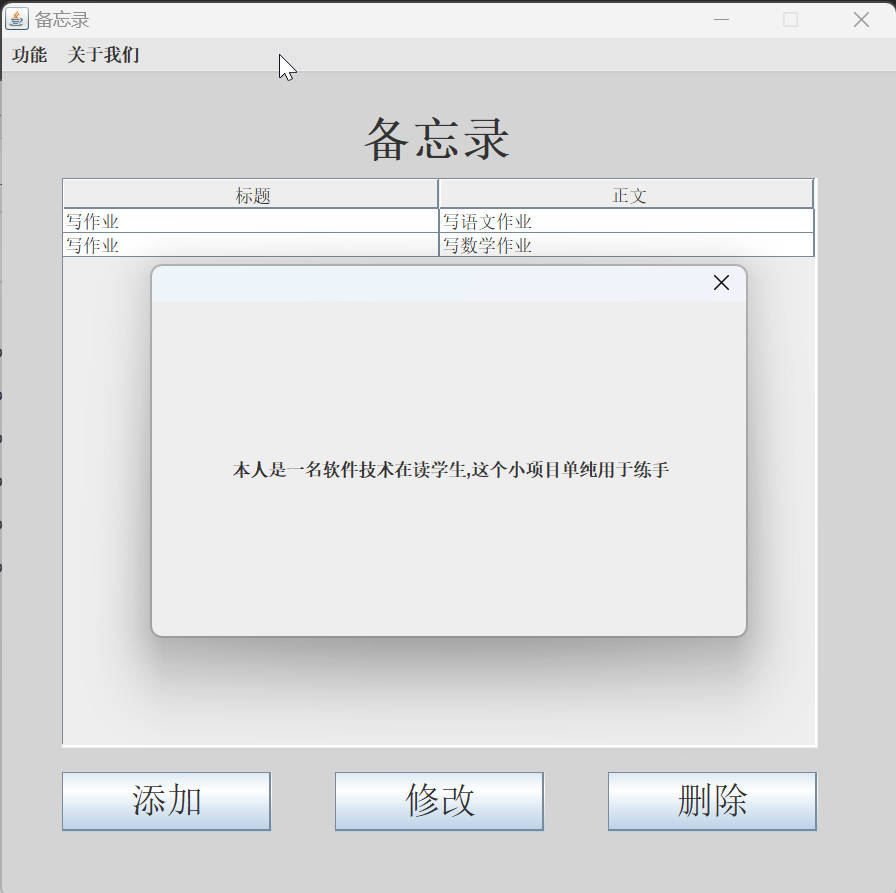 备忘录
功能 关于我们
备忘录
标题 正文
写作业 写语文作业
写作业 写数学作业
本人是一名软件技术在读学生,这个小项目单纯用于练手
添加 修改 删除